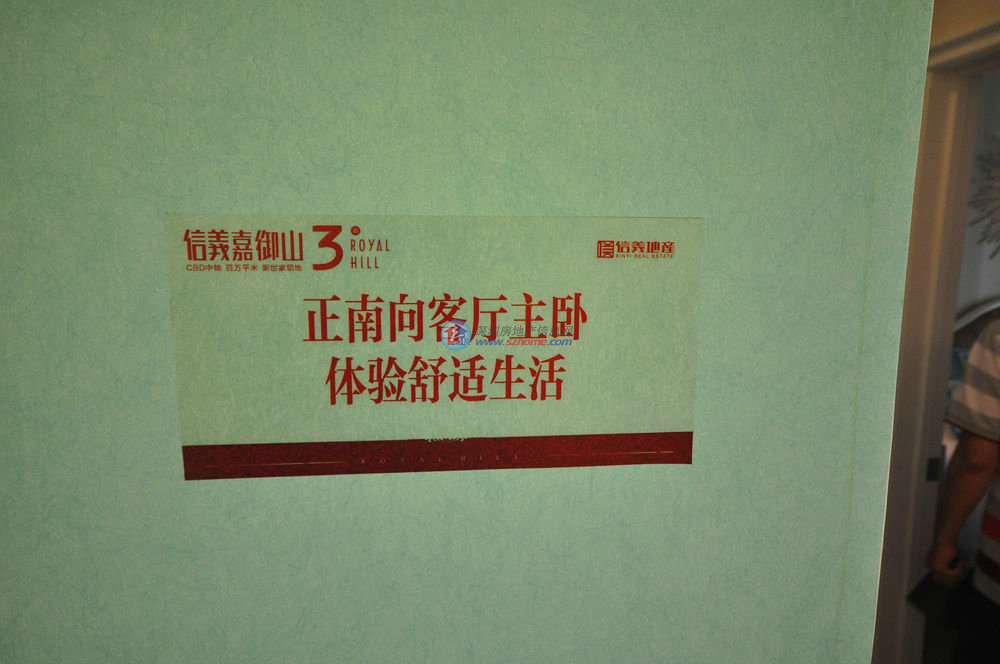 信義嘉御山 3 ROYAL HILL
CBD中轴 百万平米 新世家领地
信義地産
XINYI REAL ESTATE
正南向客厅主卧
深圳房地产信息网
www.szhome.com
体验舒适生活
ROYAL HILL